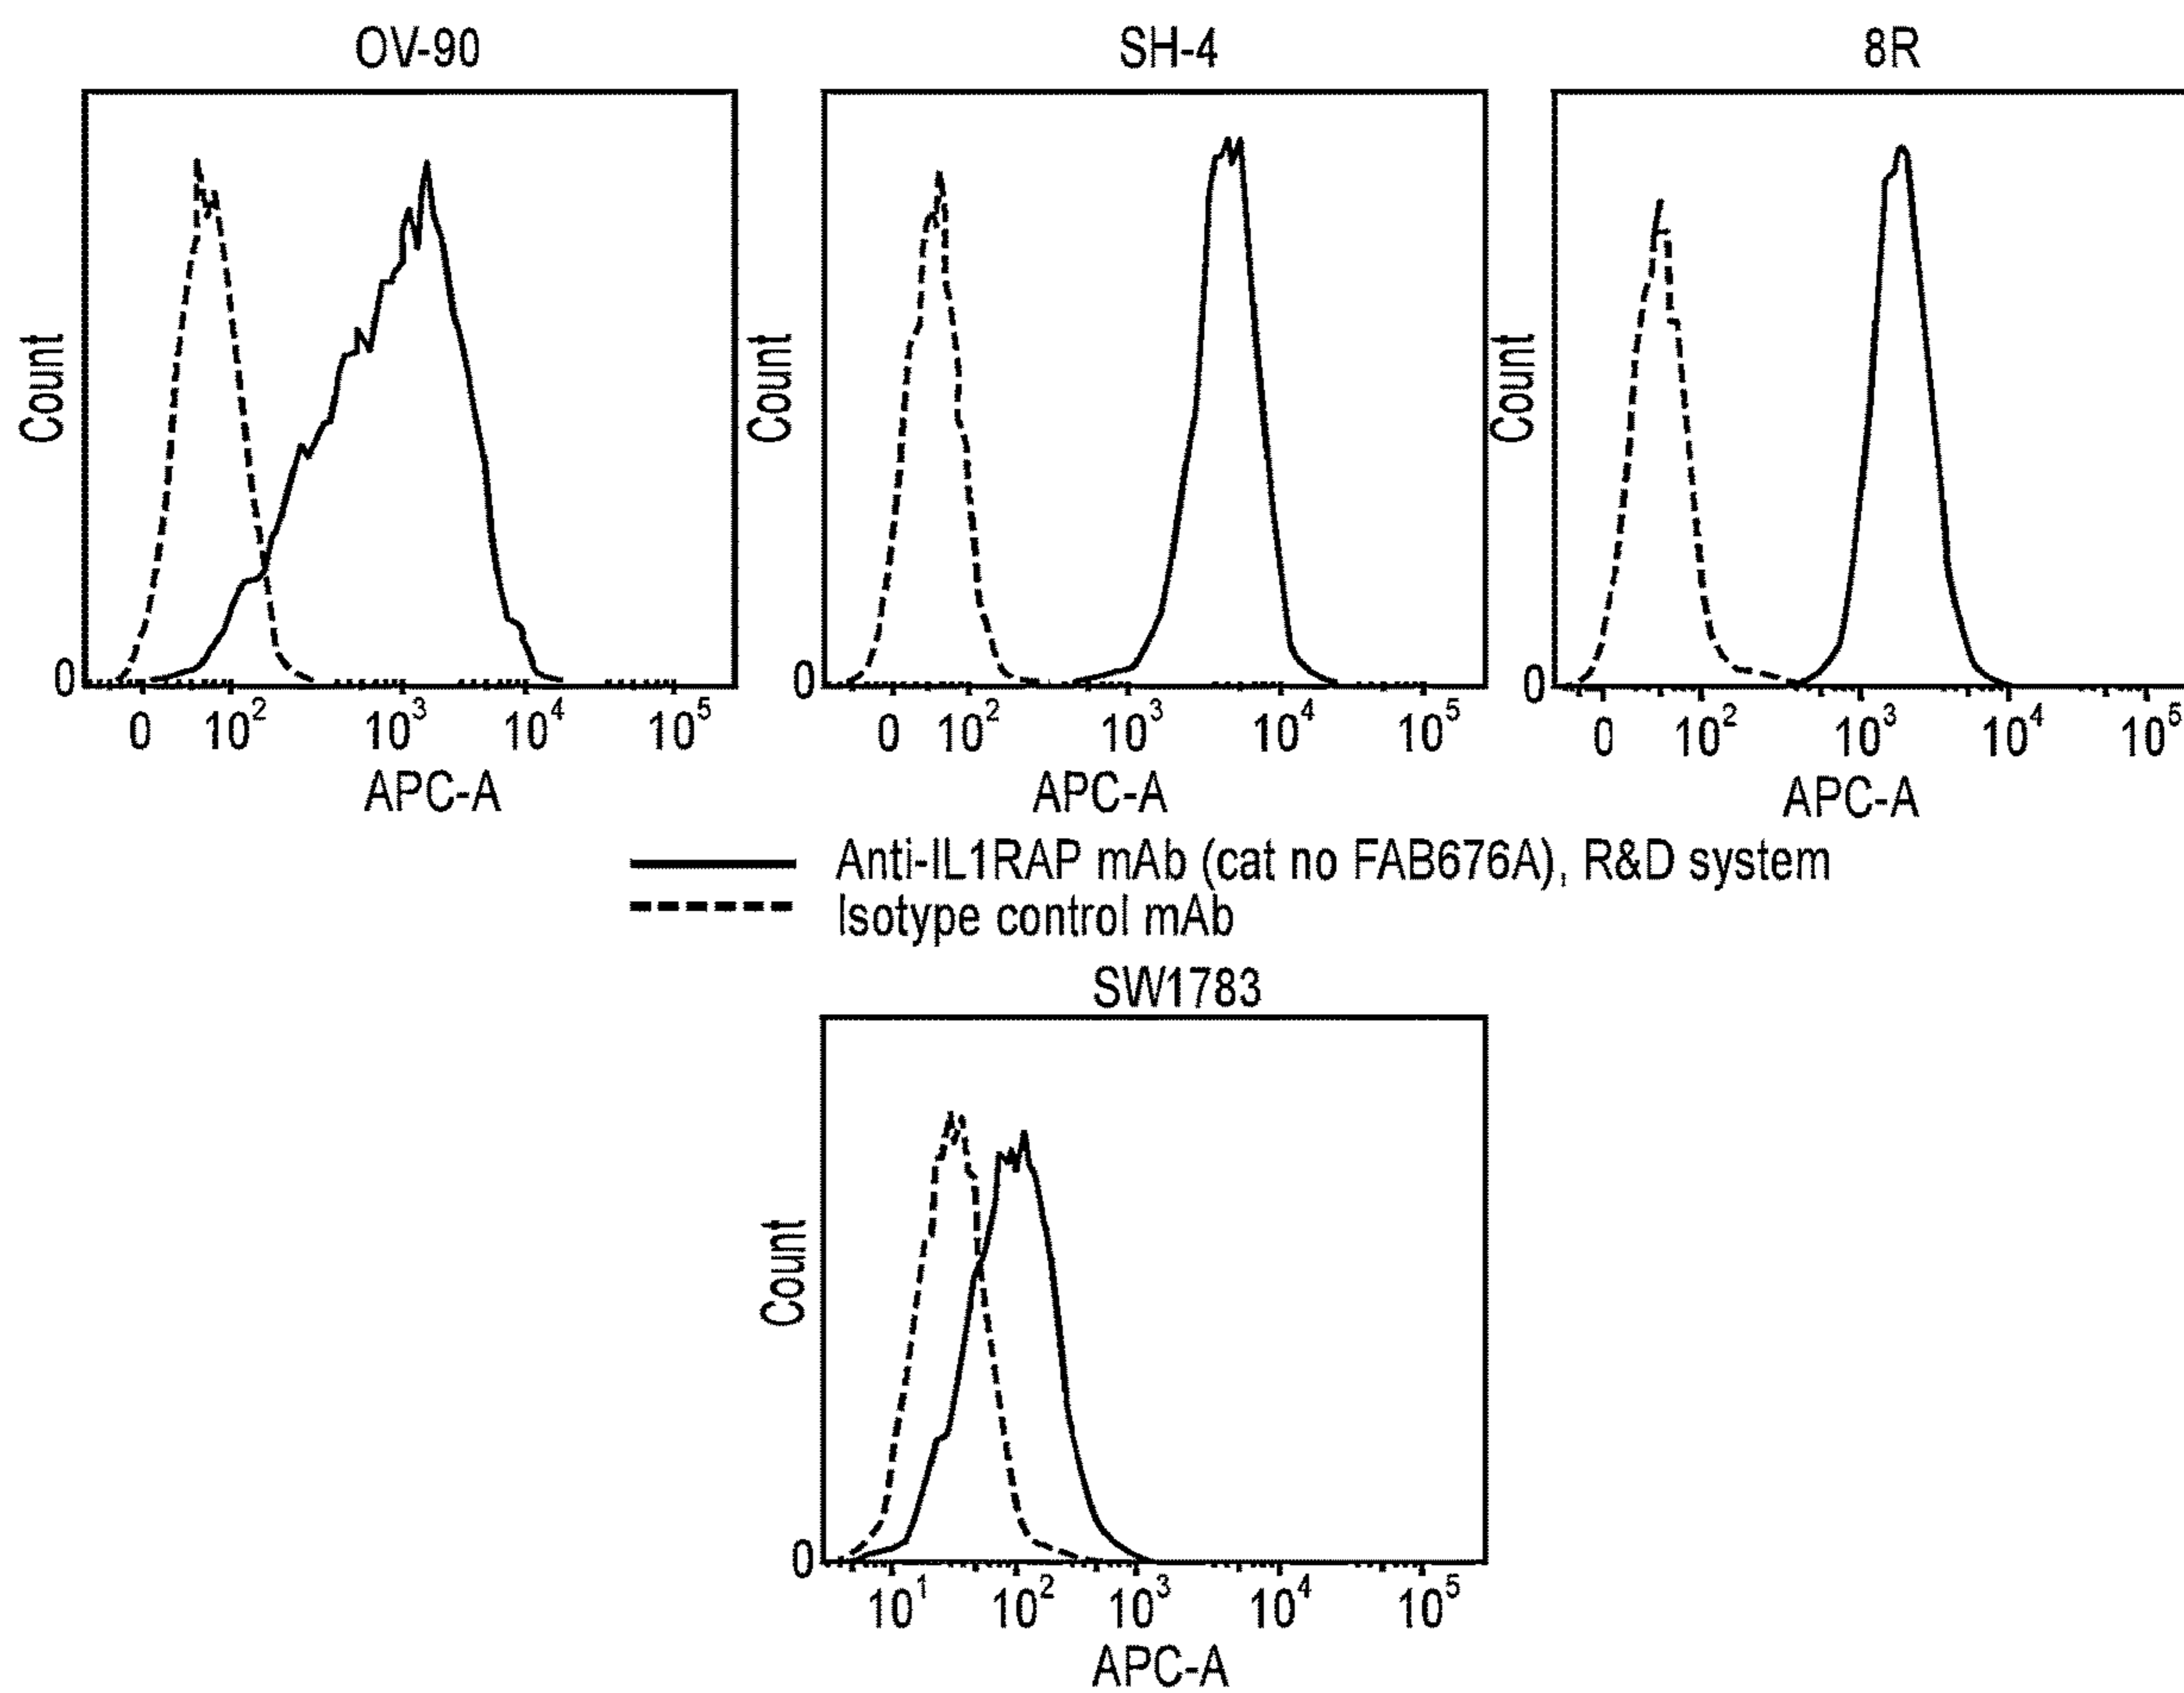 OV-90
SH-4
8R
Count
Count
Count
0
0
0
0 10² 10³ 10⁴ 10⁵
0 10² 10³ 10⁴ 10⁵
0 10² 10³ 10⁴ 10⁵
APC-A
APC-A
APC-A
Anti-IL1RAP mAb (cat no FAB676A), R&D system
Isotype control mAb
SW1783
Count
0
10¹ 10² 10³ 10⁴ 10⁵
APC-A